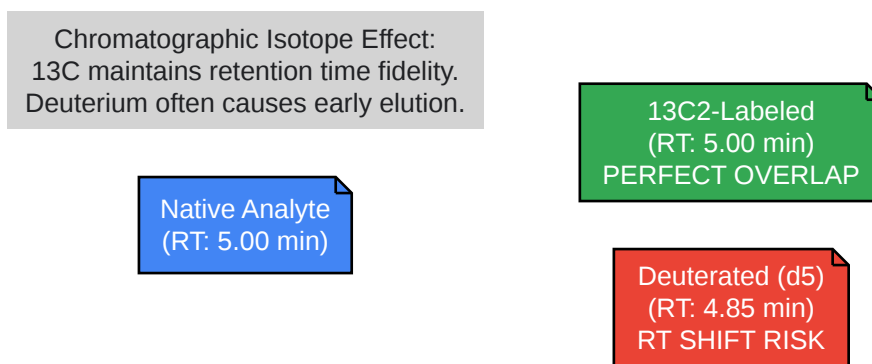 Chromatographic Isotope Effect:
13C maintains retention time fidelity.
Deuterium often causes early elution.
13C2-Labeled
(RT: 5.00 min)
PERFECT OVERLAP
Native Analyte
(RT: 5.00 min)
Deuterated (d5)
(RT: 4.85 min)
RT SHIFT RISK